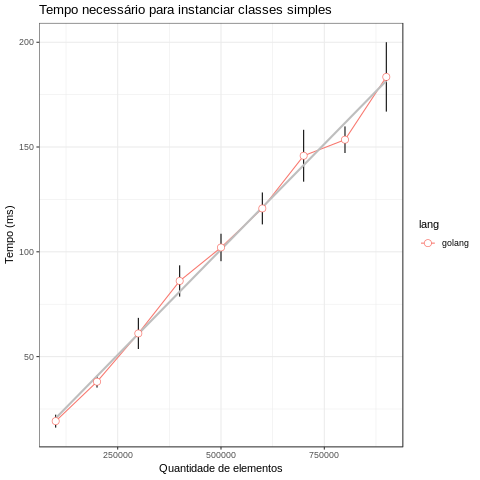 Tempo necessário para instanciar classes simples
200
150
100
50
Tempo (ms)
250000
500000
750000
Quantidade de elementos
lang
golang